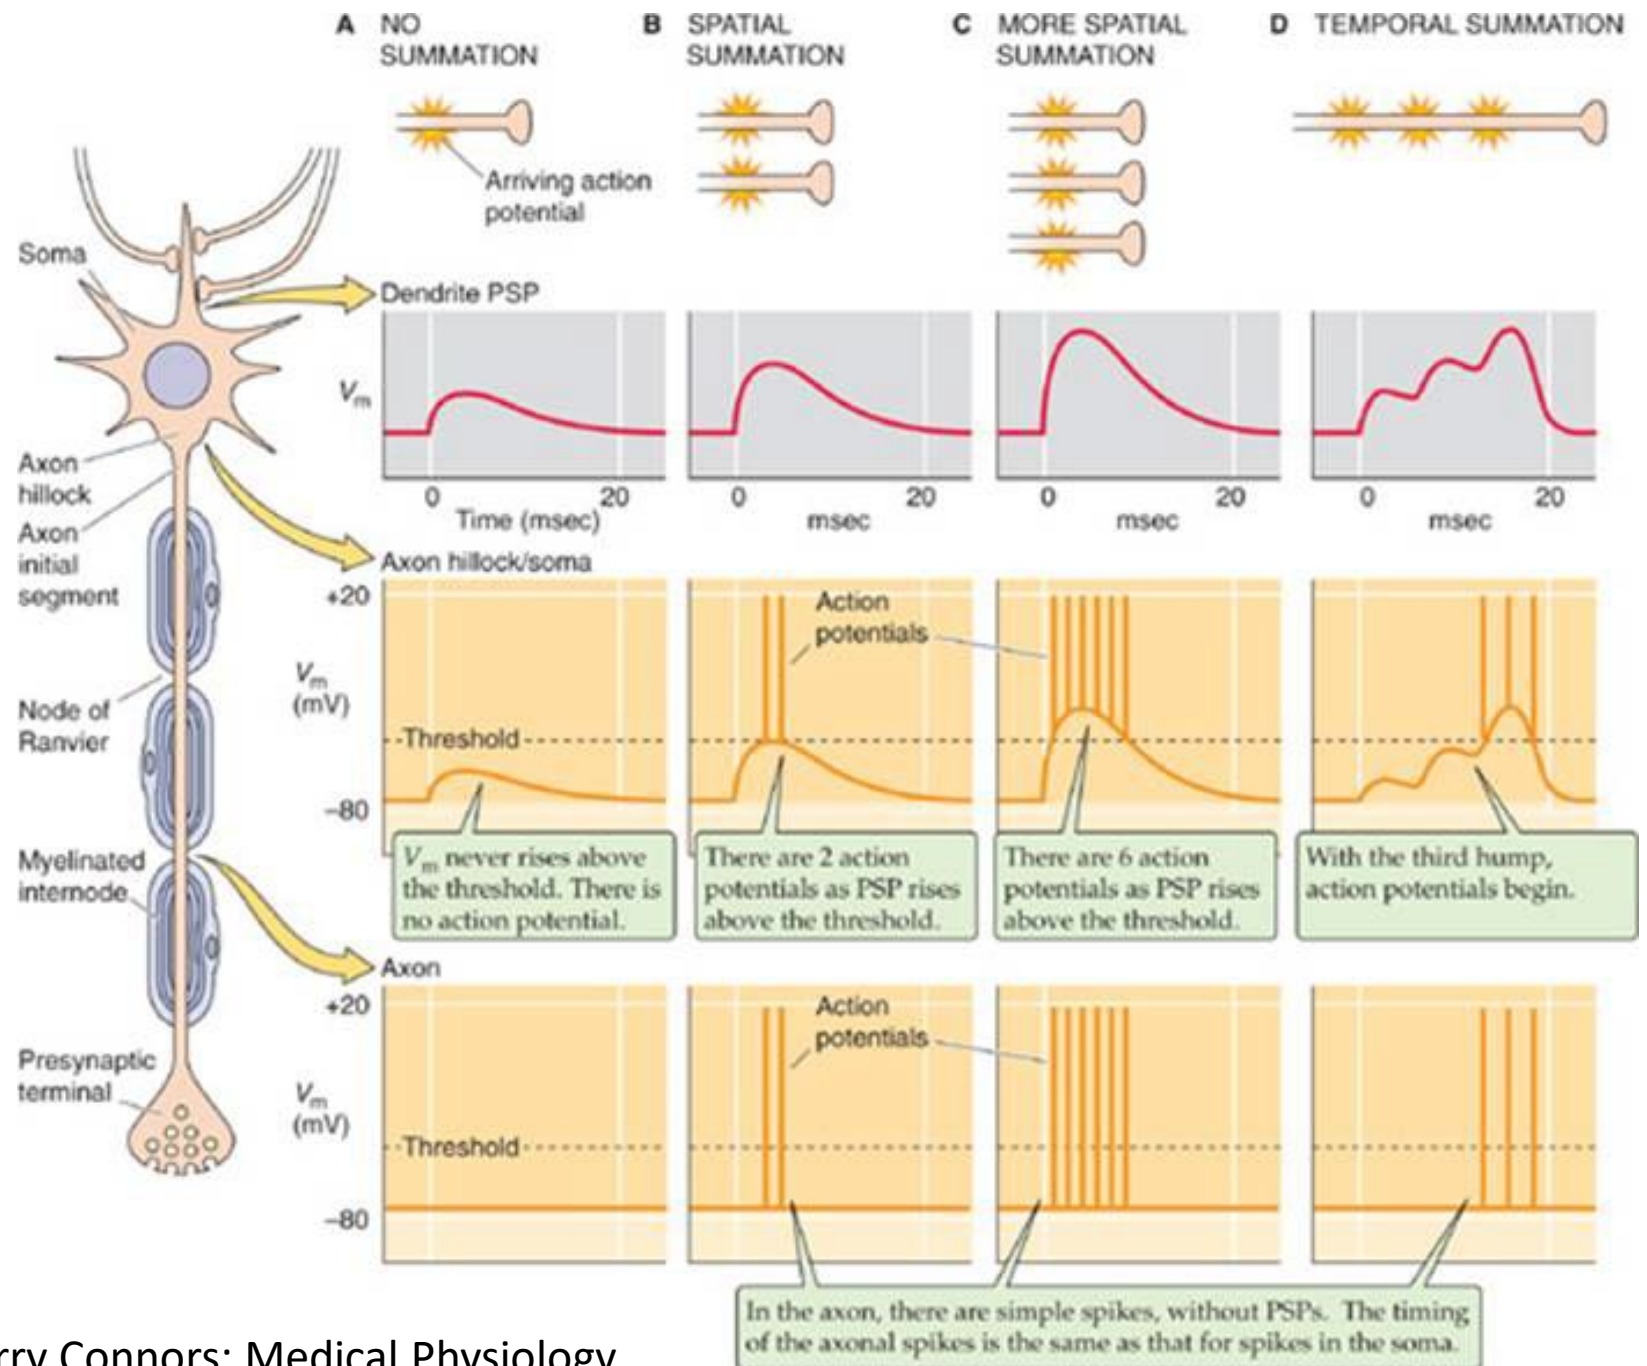 A NO SUMMATION
B SPATIAL SUMMATION
C MORE SPATIAL SUMMATION
D TEMPORAL SUMMATION
Arriving action
potential
Soma
Dendrite PSP
Vm
0
20
Time (msec)
0
20
msec
0
20
msec
0
20
msec
Axon
hillock
Axon
initial
segment
Axon hillock/soma
+20
Vm
(mV)
Threshold
–80
Action
potentials
Vm never rises above
the threshold. There is
no action potential.
There are 2 action
potentials as PSP rises
above the threshold.
There are 6 action
potentials as PSP rises
above the threshold.
With the third hump,
action potentials begin.
Node of
Ranvier
Myelinated
internode
Axon
+20
Vm
(mV)
Threshold
–80
Action
potentials
Presynaptic
terminal
In the axon, there are simple spikes, without PSPs. The timing
of the axonal spikes is the same as that for spikes in the soma.
rry Connors: Medical Physiology